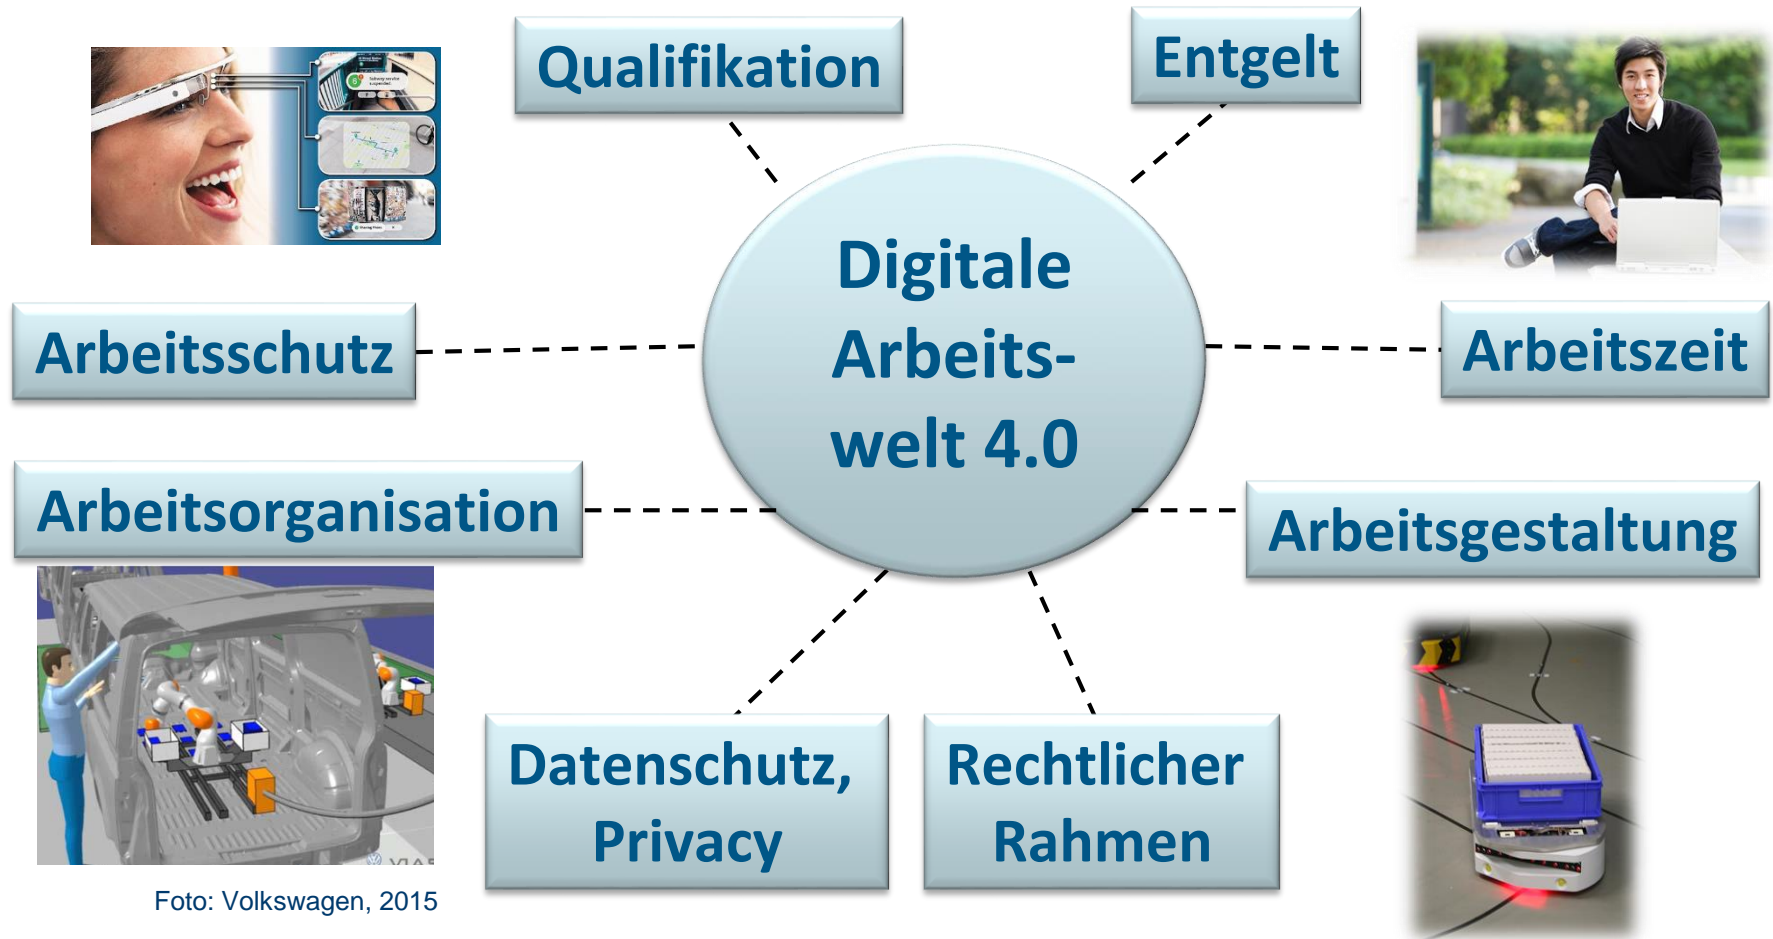 Qualifikation
Entgelt
Digitale
Arbeits-
welt 4.0
Arbeitsschutz
Arbeitszeit
Arbeitsorganisation
Arbeitsgestaltung
Datenschutz,
Privacy
Rechtlicher
Rahmen
Foto: Volkswagen, 2015